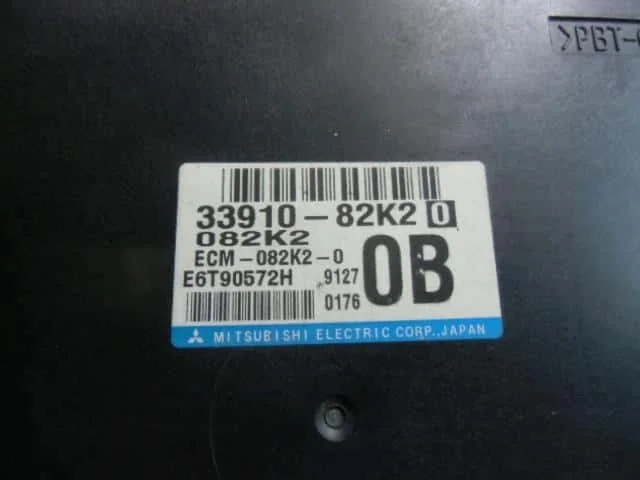 >PBT-
33910-82K2 0
082K2
ECM-082K2-0
E6T90572H 9127
0B
0176
MITSUBISHI ELECTRIC CORP., JAPAN